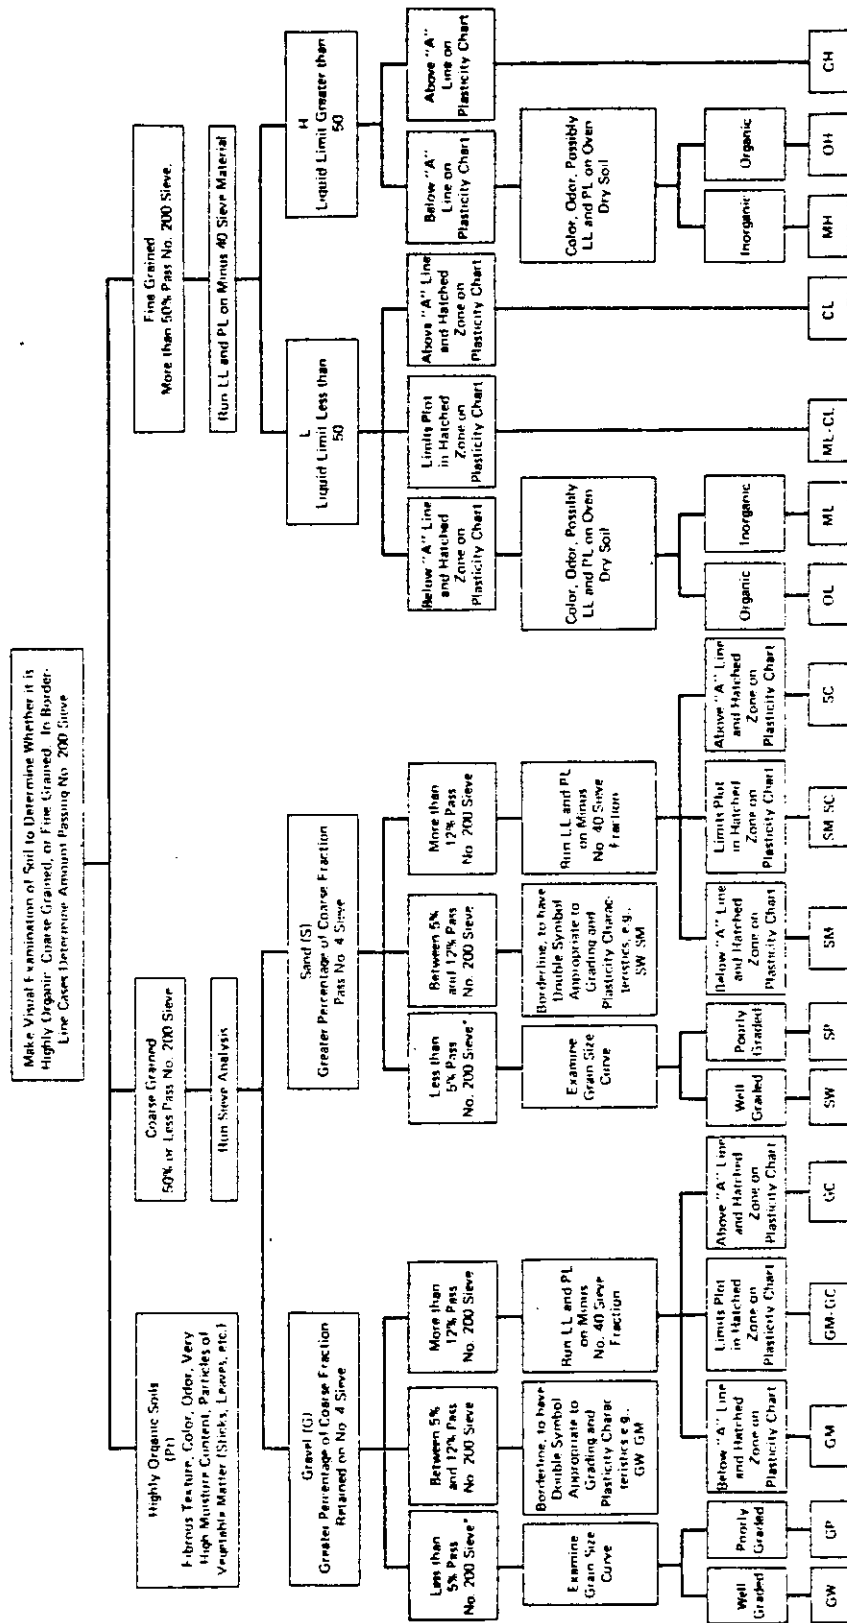 Make Visual Examination of Soil to Determine Whether it is
Highly Organic, Coarse Grained, or Fine Grained. In Border-
Line Cases Determine Amount Passing No. 200 Sieve
Highly Organic Soils
(Pt)
Fibrous Texture, Color, Odor, Very
High Moisture Content, Particles of
Vegetable Matter (Sticks, Leaves, etc.)
Coarse Grained
50% or Less Pass No. 200 Sieve
Run Sieve Analysis
Fine Grained
More than 50% Pass No. 200 Sieve.
Run LL and PL on Minus 40 Sieve Material
Gravel (G)
Greater Percentage of Coarse Fraction
Retained on No. 4 Sieve
Sand (S)
Greater Percentage of Coarse Fraction
Pass No. 4 Sieve
L
Liquid Limit Less than
50
H
Liquid Limit Greater than
50
Less than
5% Pass
No. 200 Sieve*
Between 5%
and 12% Pass
No. 200 Sieve
More than
12% Pass
No. 200 Sieve
Less than
5% Pass
No. 200 Sieve*
Between 5%
and 12% Pass
No. 200 Sieve
More than
12% Pass
No. 200 Sieve
Below "A" Line
and Hatched
Zone on
Plasticity Chart
Limits Plot
in Hatched
Zone on
Plasticity Chart
Above "A" Line
and Hatched
Zone on
Plasticity Chart
Below "A"
Line on
Plasticity Chart
Above "A"
Line on
Plasticity Chart
Examine
Grain Size
Curve
Borderline, to have
Double Symbol
Appropriate to
Grading and
Plasticity Charac
teristics e.g.,
GW GM
Run LL and PL
on Minus
No. 40 Sieve
Fraction
Examine
Grain Size
Curve
Borderline, to have
Double Symbol
Appropriate to
Grading and
Plasticity Charac-
teristics, e.g.,
SW SM
Run LL and PL
on Minus
No. 40 Sieve
Fraction
Color, Odor, Possibly
LL and PL on Oven
Dry Soil
Color, Odor, Possibly
LL and PL on Oven
Dry Soil
Well
Graded
Poorly
Graded
Below "A" Line
and Hatched
Zone on
Plasticity Chart
Limits Plot
in Hatched
Zone on
Plasticity Chart
Above "A" Line
and Hatched
Zone on
Plasticity Chart
Well
Graded
Poorly
Graded
Below "A" Line
and Hatched
Zone on
Plasticity Chart
Limits Plot
in Hatched
Zone on
Plasticity Chart
Above "A" Line
and Hatched
Zone on
Plasticity Chart
Organic
Inorganic
Inorganic
Organic
GW
GP
GM
GM-GC
GC
SW
SP
SM
SM SC
SC
OL
ML
ML-CL
CL
MH
OH
CH